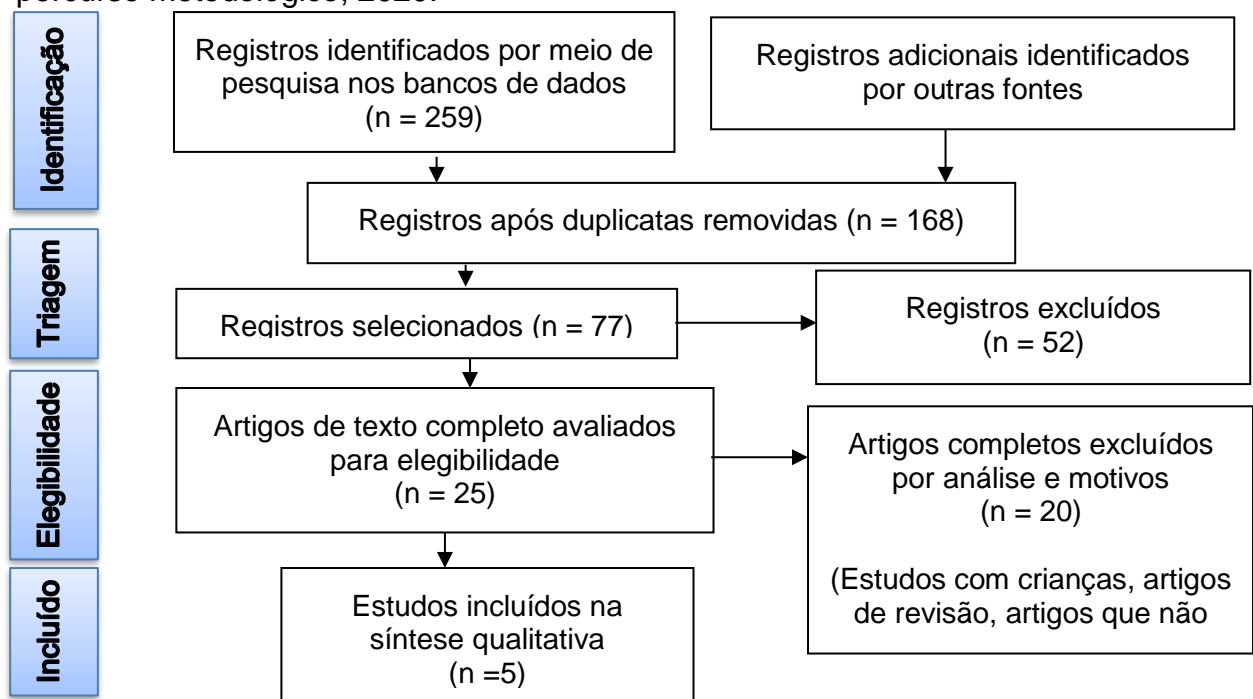 percurso metodológico, 2020.
Identificação
Registros identificados por meio de
pesquisa nos bancos de dados
(n = 259)
Registros adicionais identificados
por outras fontes
Registros após duplicatas removidas (n = 168)
Triagem
Registros selecionados (n = 77)
Registros excluídos
(n = 52)
Elegibilidade
Artigos de texto completo avaliados
para elegibilidade
(n = 25)
Artigos completos excluídos
por análise e motivos
(n = 20)
(Estudos com crianças, artigos
de revisão, artigos que não
Incluído
Estudos incluídos na
síntese qualitativa
(n =5)